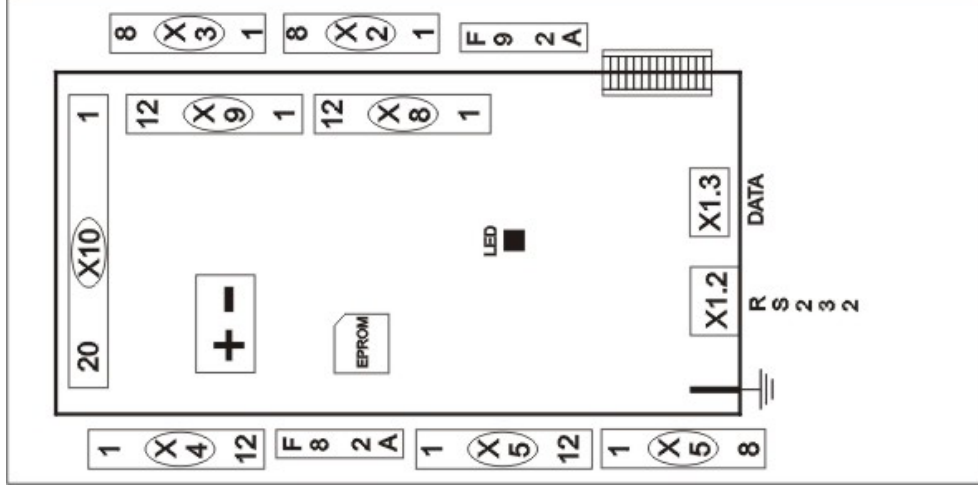 8 X3 1
8 X2 1
F9 2A
1 X10 20
12 X9 1
12 X8 1
X1.3
DATA
LED
X1.2
RS232
+ -
EPROM
1 X4 12
F8 2A
1 X5 12
1 X5 8